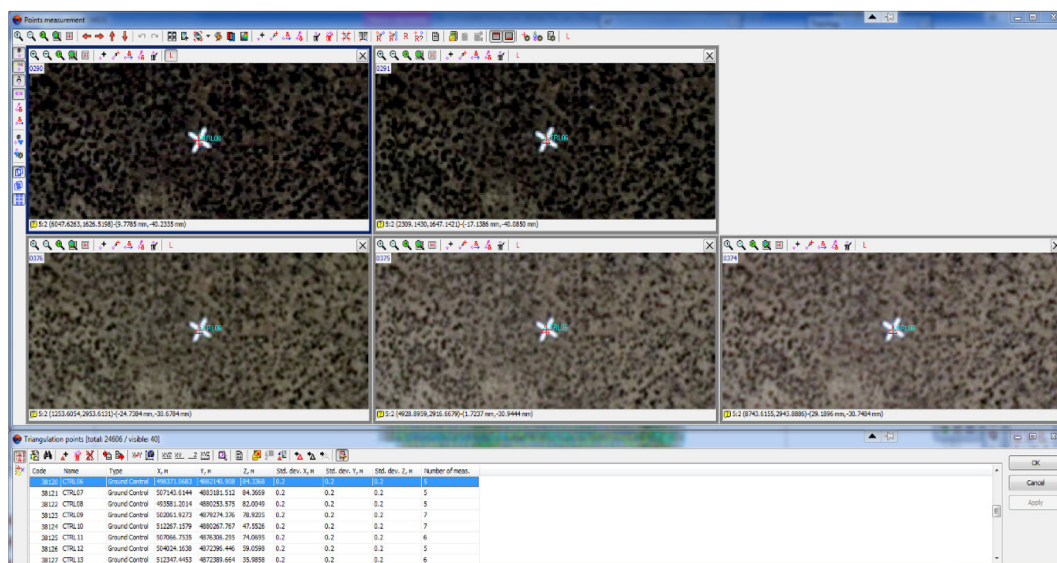 Points measurement
0290
0291
CTRL06
CTRL06
5:2 (6047.6263,1626.5198)-(9.7785 mm,-40.2335 mm)
5:2 (2309.1430,1647.1421)-(-17.1386 mm,-40.0850 mm)
0376
0375
0374
CTRL06
CTRL06
CTRL06
5:2 (1253.6054,2953.6131)-(-24.7384 mm,-30.6784 mm)
5:2 (4928.8959,2916.6679)-(1.7237 mm,-30.9444 mm)
5:2 (8743.6155,2943.8886)-(29.1896 mm,-30.7484 mm)
Triangulation points [total: 24606 / visible: 40]
Code Name Type X, м Y, м Z, м Std. dev. X, м Std. dev. Y, м Std. dev. Z, м Number of meas.
38120 CTRL06 Ground Control 498373.0683 4882140.908 84.3368 0.2 0.2 0.2 5
38121 CTRL07 Ground Control 507143.6144 4883181.512 84.3669 0.2 0.2 0.2 5
38122 CTRL08 Ground Control 493581.2014 4880253.575 82.0049 0.2 0.2 0.2 5
38123 CTRL09 Ground Control 502061.9273 4879274.376 78.9205 0.2 0.2 0.2 7
38124 CTRL10 Ground Control 512267.1579 4880267.767 47.5526 0.2 0.2 0.2 7
38125 CTRL11 Ground Control 507066.7535 4876306.255 74.0695 0.2 0.2 0.2 6
38126 CTRL12 Ground Control 504024.1638 4872396.446 59.0598 0.2 0.2 0.2 5
38127 CTRL13 Ground Control 512347.4453 4872389.664 35.9858 0.2 0.2 0.2 6
OK
Cancel
Apply